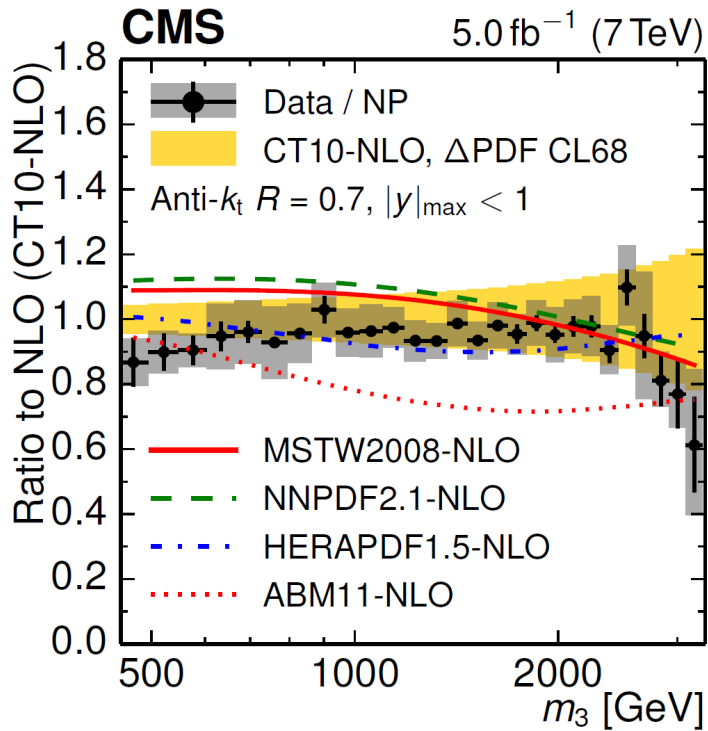 CMS 5.0 fb⁻¹ (7 TeV)
Ratio to NLO (CT10-NLO)
1.8
1.6
1.4
1.2
1.0
0.8
0.6
0.4
0.2
0.0
Data / NP
CT10-NLO, ΔPDF CL68
Anti-kₜ R = 0.7, |y|max < 1
MSTW2008-NLO
NNPDF2.1-NLO
HERAPDF1.5-NLO
ABM11-NLO
500 1000 2000
m₃ [GeV]